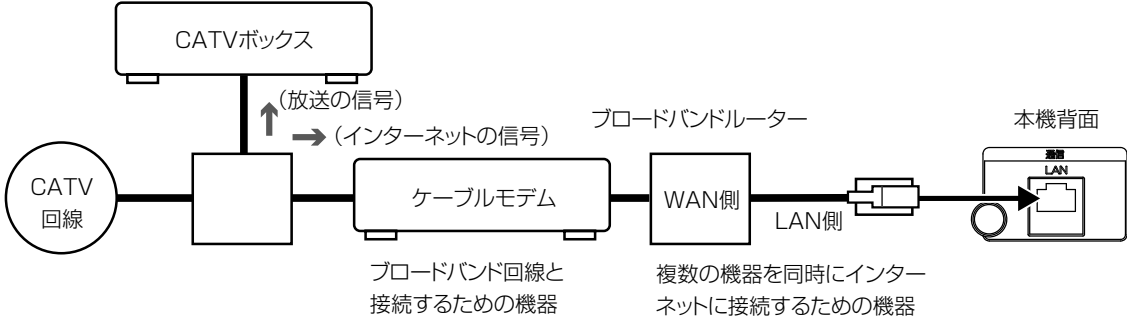 CATVボックス
(放送の信号)
(インターネットの信号)
ブロードバンドルーター
本機背面
CATV
回線
ケーブルモデム
WAN側
LAN側
通信
LAN
ブロードバンド回線と
接続するための機器
複数の機器を同時にインター
ネットに接続するための機器